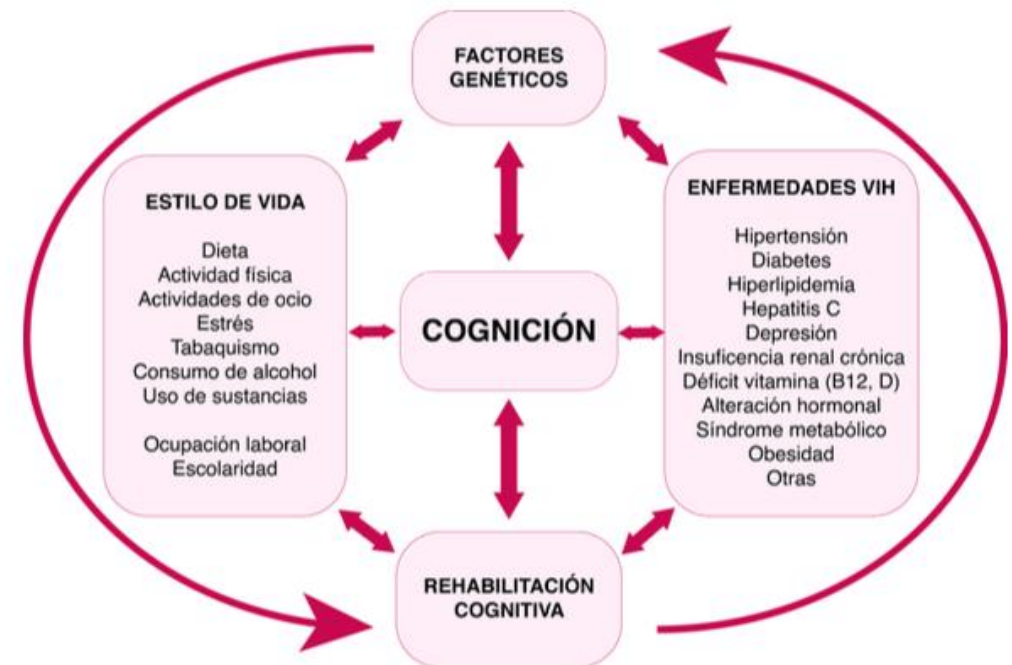 FACTORES
GENÉTICOS
ESTILO DE VIDA
Dieta
Actividad física
Actividades de ocio
Estrés
Tabaquismo
Consumo de alcohol
Uso de sustancias
Ocupación laboral
Escolaridad
COGNICIÓN
ENFERMEDADES VIH
Hipertensión
Diabetes
Hiperlipidemia
Hepatitis C
Depresión
Insuficencia renal crónica
Déficit vitamina (B12, D)
Alteración hormonal
Síndrome metabólico
Obesidad
Otras
REHABILITACIÓN
COGNITIVA